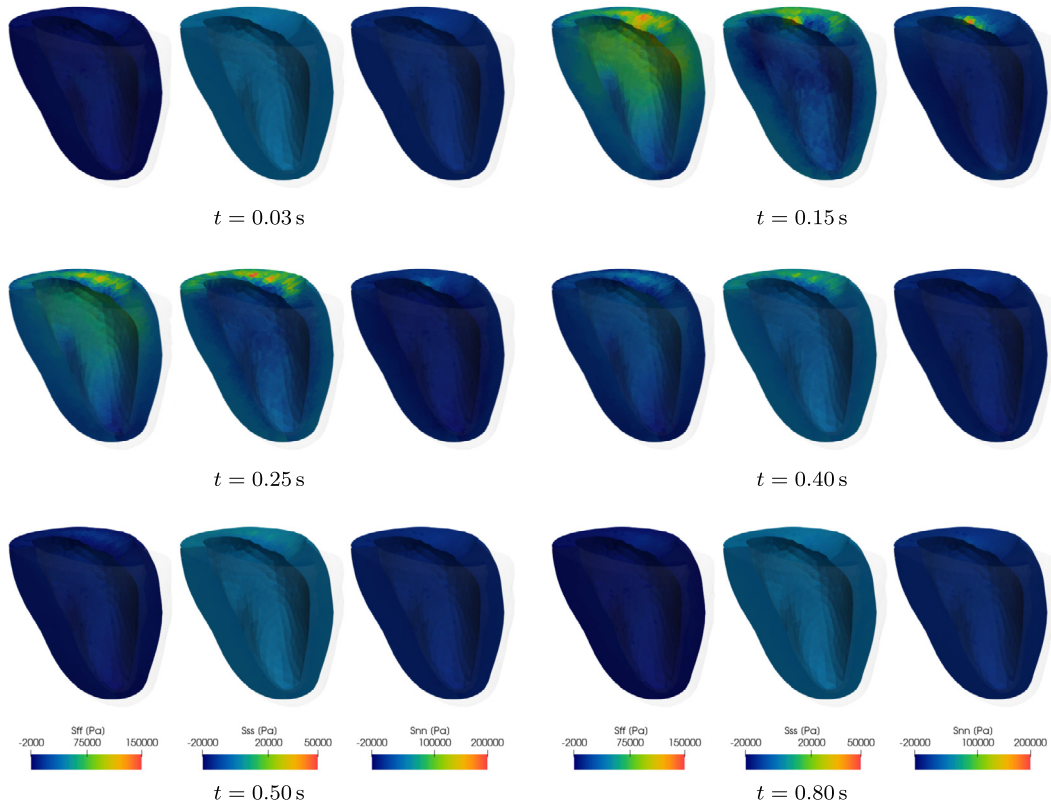 t = 0.03 s
t = 0.15 s
t = 0.25 s
t = 0.40 s
Sff (Pa)
-2000 75000 150000
Sss (Pa)
-20000 20000 50000
Snn (Pa)
-20000 100000 200000
Sff (Pa)
-2000 75000 150000
Sss (Pa)
-20000 20000 50000
Snn (Pa)
-20000 100000 200000
t = 0.50 s
t = 0.80 s